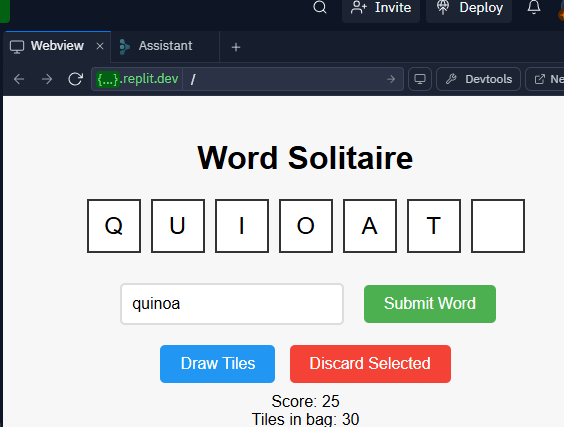 Invite Deploy
Webview × Assistant +
{...}.replit.dev / Devtools Ne
Word Solitaire
Q U I O A T
quinoa Submit Word
Draw Tiles Discard Selected
Score: 25
Tiles in bag: 30